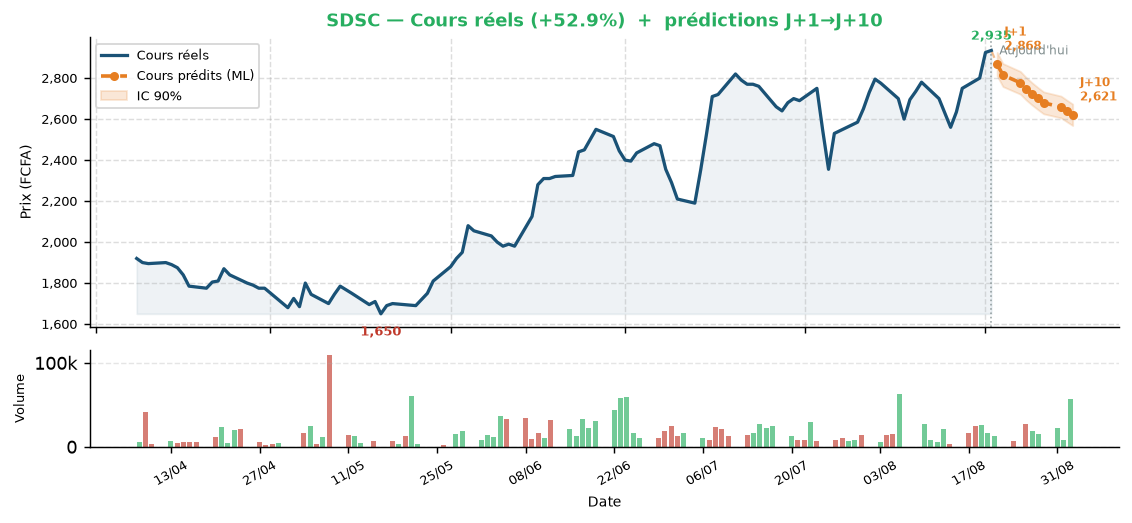 SDSC — Cours réels (+52.9%)  +  prédictions J+1→J+10
Cours réels
Cours prédits (ML)
IC 90%
2,935
J+1
2,868
Aujourd'hui
J+10
2,621
1,650
Prix (FCFA)
2,800
2,600
2,400
2,200
2,000
1,800
1,600
Volume
100k
0
13/04
27/04
11/05
25/05
08/06
22/06
06/07
20/07
03/08
17/08
31/08
Date